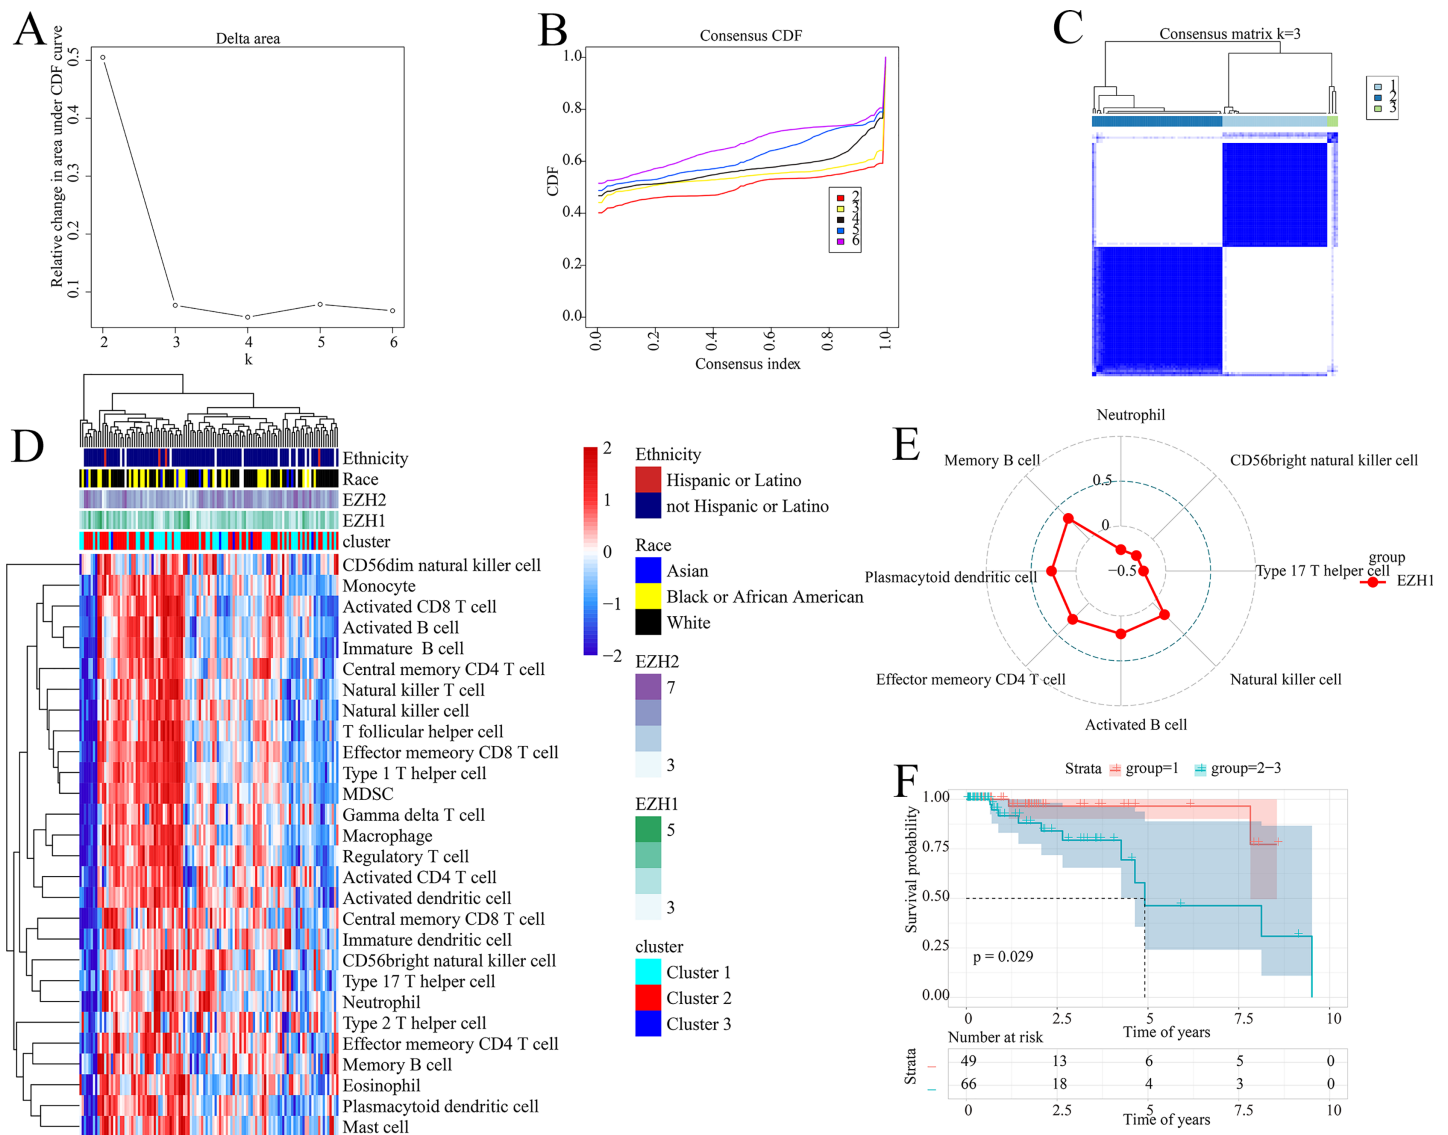 A
Delta area
Relative change in area under CDF curve
0.5
0.4
0.3
0.2
0.1
2 3 4 5 6
k
B
Consensus CDF
CDF
1.0
0.8
0.6
0.4
0.2
0.0
2
3
4
5
6
0.0 0.2 0.4 0.6 0.8 1.0
Consensus index
C
Consensus matrix k=3
1
2
3
D
Ethnicity
Race
EZH2
EZH1
cluster
CD56dim natural killer cell
Monocyte
Activated CD8 T cell
Activated B cell
Immature B cell
Central memory CD4 T cell
Natural killer T cell
Natural killer cell
T follicular helper cell
Effector memeory CD8 T cell
Type 1 T helper cell
MDSC
Gamma delta T cell
Macrophage
Regulatory T cell
Activated CD4 T cell
Activated dendritic cell
Central memory CD8 T cell
Immature dendritic cell
CD56bright natural killer cell
Type 17 T helper cell
Neutrophil
Type 2 T helper cell
Effector memeory CD4 T cell
Memory B cell
Eosinophil
Plasmacytoid dendritic cell
Mast cell
2
1
0
−1
−2
Ethnicity
Hispanic or Latino
not Hispanic or Latino
Race
Asian
Black or African American
White
EZH2
7
3
EZH1
5
3
cluster
Cluster 1
Cluster 2
Cluster 3
E
Neutrophil
Memory B cell
CD56bright natural killer cell
0.5
0
−0.5
Plasmacytoid dendritic cell
Type 17 T helper cell
group
EZH1
Effector memeory CD4 T cell
Natural killer cell
Activated B cell
F
Strata group=1 group=2−3
Survival probability
1.00
0.75
0.50
0.25
0.00
p = 0.029
0 2.5 5 7.5 10
Time of years
Number at risk
Strata
49 13 6 5 0
66 18 4 3 0
0 2.5 5 7.5 10
Time of years